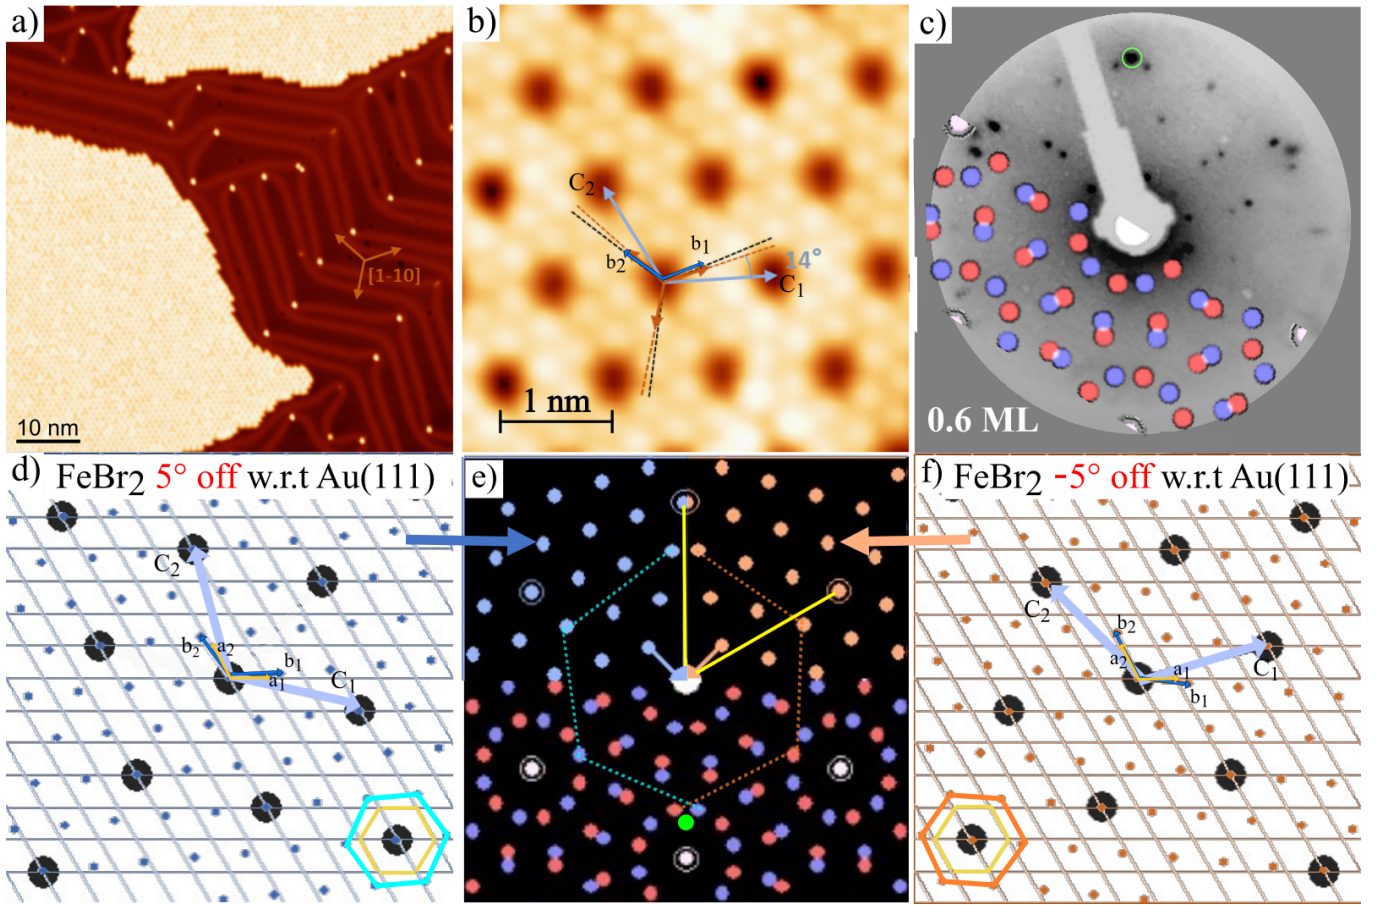 a)
[1-10]
10 nm
b)
C2
b2
b1
14°
C1
1 nm
c)
0.6 ML
d) FeBr2 5° off w.r.t Au(111)
C2
b2
a2
b1
a1
C1
e)
f) FeBr2 -5° off w.r.t Au(111)
C2
b2
a2
a1
b1
C1